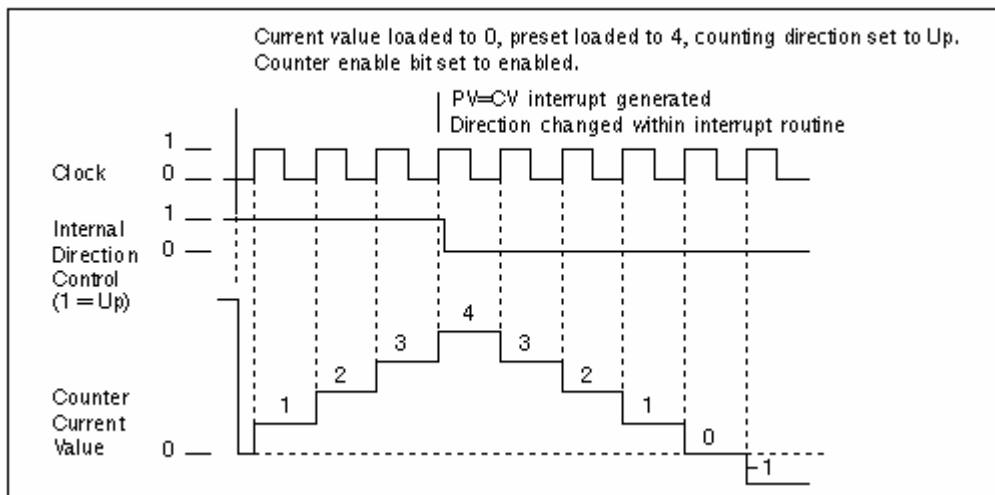 Current value loaded to 0, preset loaded to 4, counting direction set to Up.
Counter enable bit set to enabled.
PV=CV interrupt generated
Direction changed within interrupt routine
1
Clock 0
1
Internal
Direction 0
Control
(1 = Up)
4
3 3
2 2
1 1
Counter
Current
Value 0
0
-1